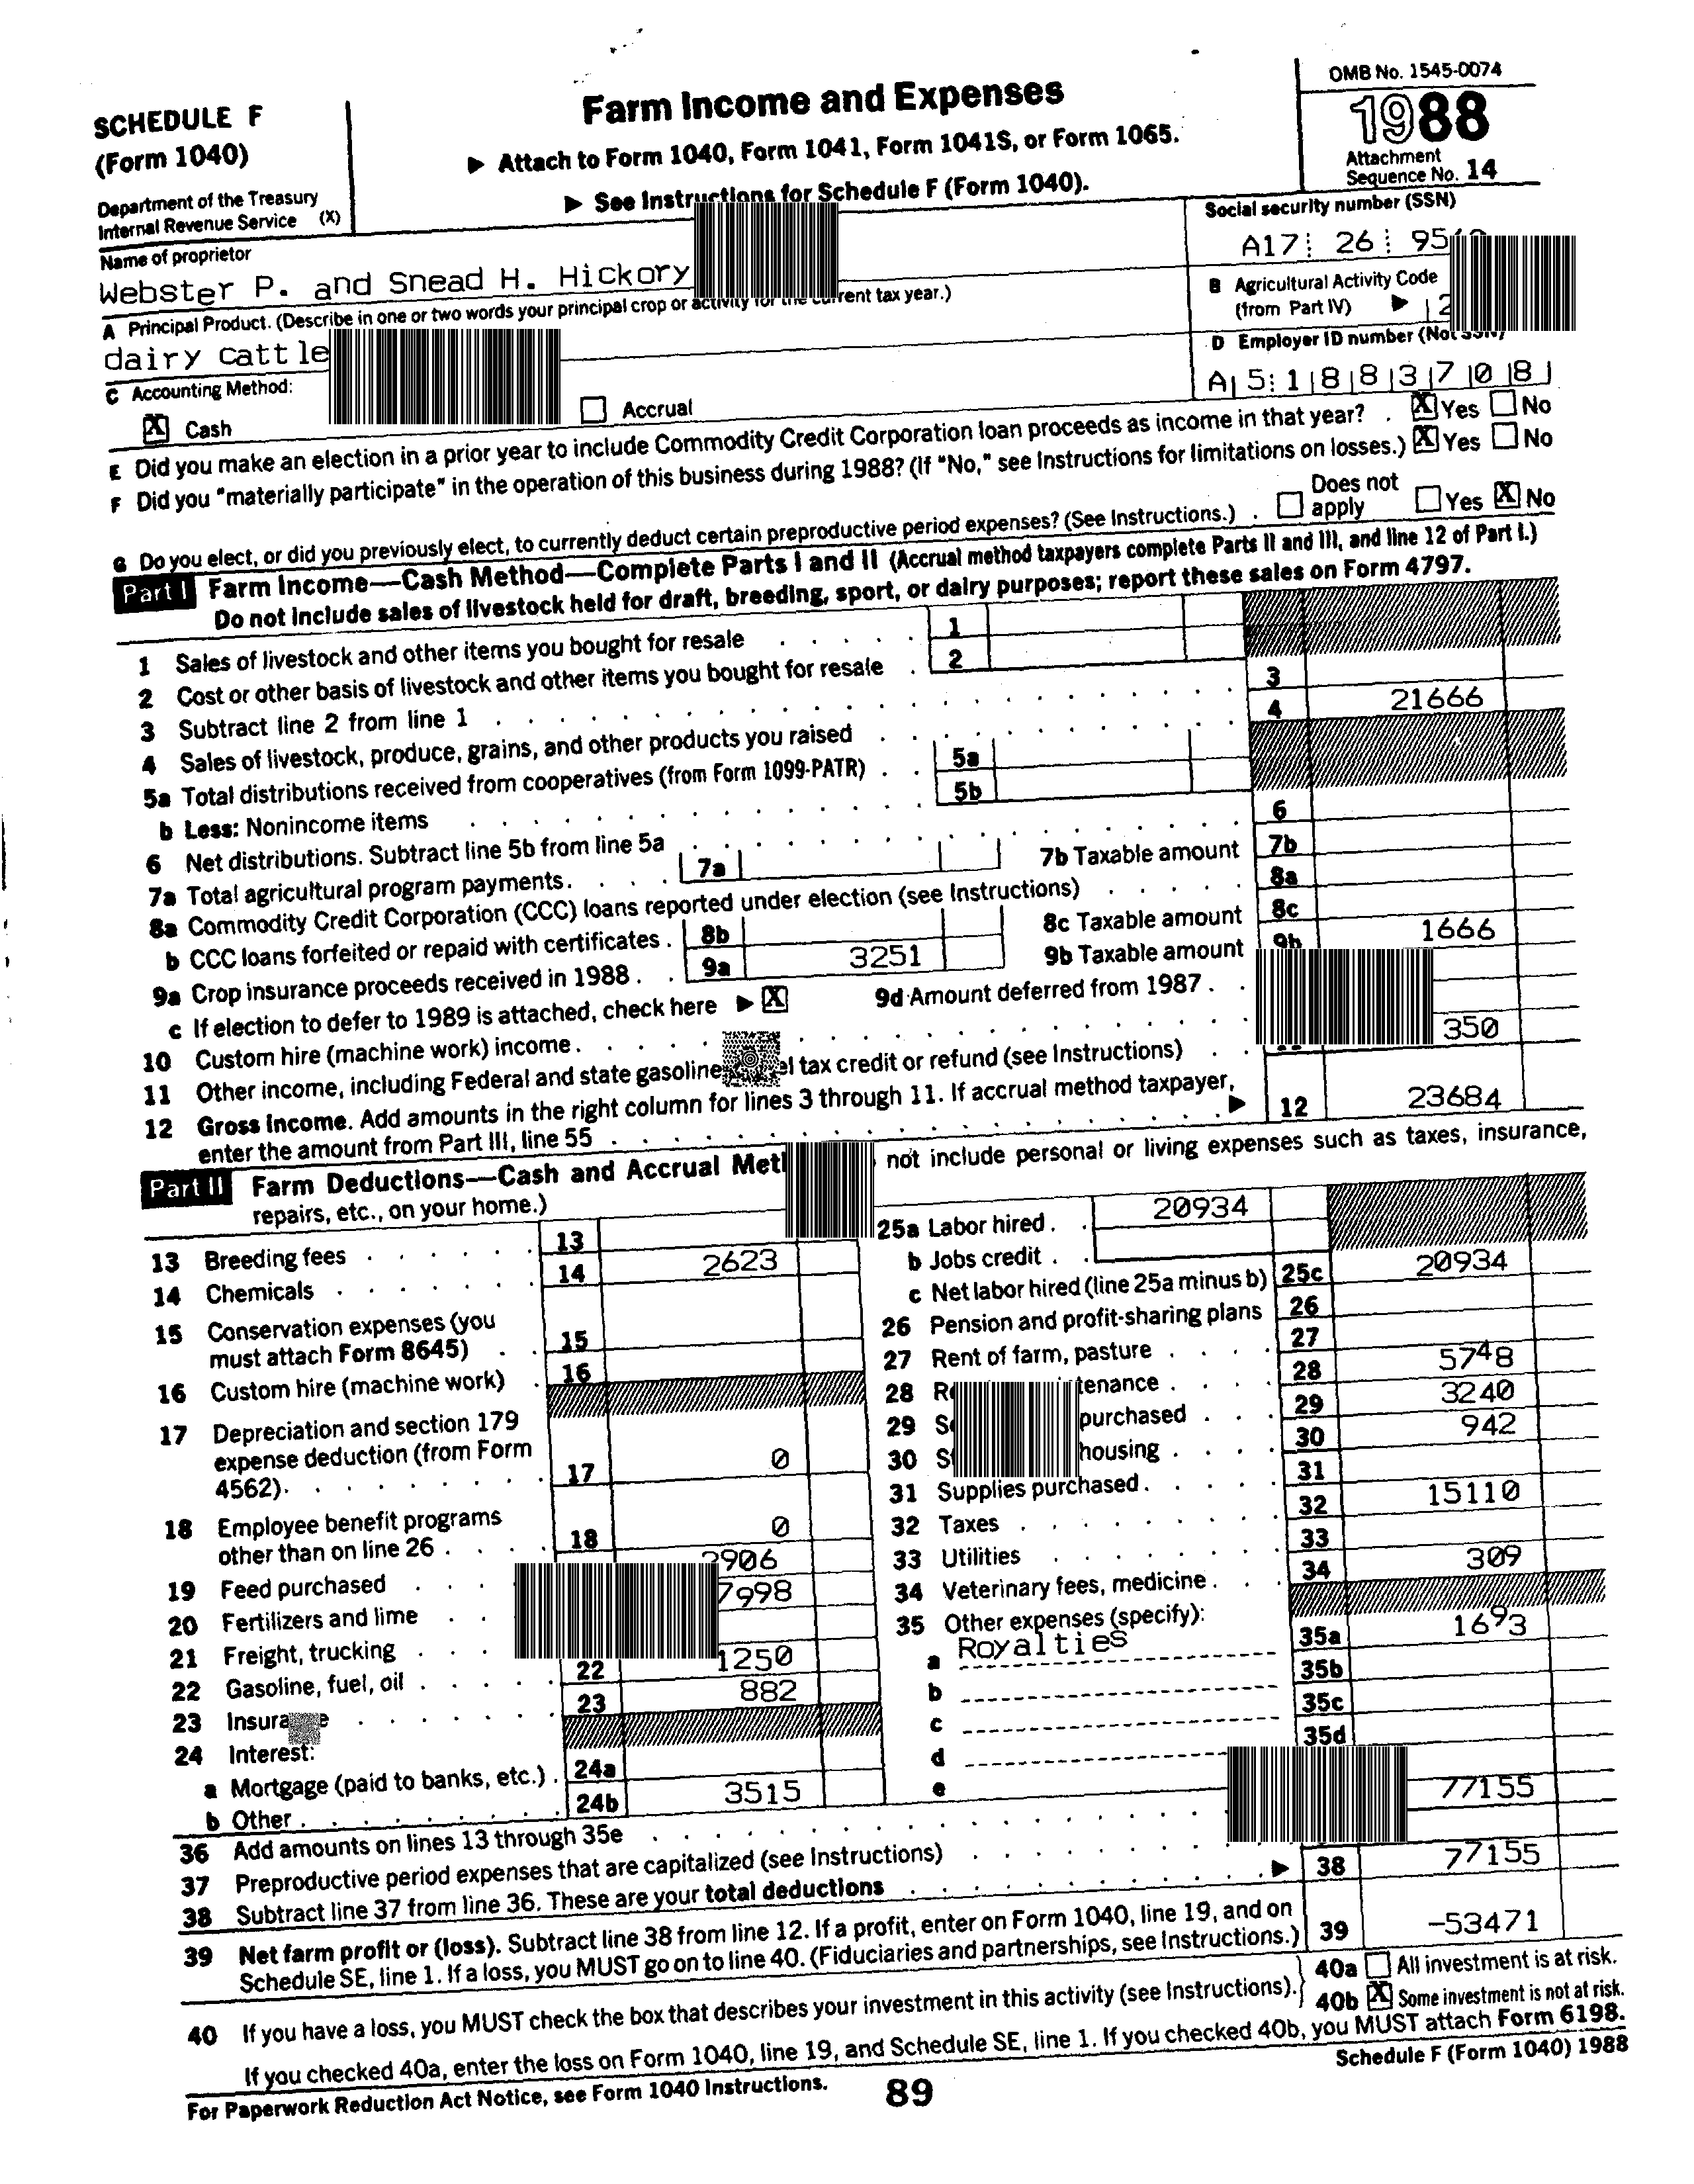 SCHEDULE F
(Form 1040)
Department of the Treasury
Internal Revenue Service (X)
Farm Income and Expenses
▶ Attach to Form 1040, Form 1041, Form 1041S, or Form 1065.
▶ See Instructions for Schedule F (Form 1040).
OMB No. 1545-0074
1988
Attachment
Sequence No. 14
Name of proprietor
Webster P. and Snead H. Hickory
Social security number (SSN)
A17 26
A Principal Product. (Describe in one or two words your principal crop or activity for the current tax year.)
dairy cattle
B Agricultural Activity Code
(from Part IV) ▶
C Accounting Method:
X Cash
Accrual
D Employer ID number (Not SSN)
A 5 1 8 8 3 7 0 8
E Did you make an election in a prior year to include Commodity Credit Corporation loan proceeds as income in that year? . X Yes No
F Did you "materially participate" in the operation of this business during 1988? (If "No," see Instructions for limitations on losses.) X Yes No
G Do you elect, or did you previously elect, to currently deduct certain preproductive period expenses? (See Instructions.) . Does not apply Yes X No
Part I Farm Income—Cash Method—Complete Parts I and II (Accrual method taxpayers complete Parts II and III, and line 12 of Part I.)
Do not include sales of livestock held for draft, breeding, sport, or dairy purposes; report these sales on Form 4797.
1 Sales of livestock and other items you bought for resale 1
2 Cost or other basis of livestock and other items you bought for resale 2
3 Subtract line 2 from line 1 3
4 Sales of livestock, produce, grains, and other products you raised 4 21666
5a Total distributions received from cooperatives (from Form 1099-PATR) 5a
b Less: Nonincome items 5b
6 Net distributions. Subtract line 5b from line 5a 6
7a Total agricultural program payments. 7a 7b Taxable amount 7b
8a Commodity Credit Corporation (CCC) loans reported under election (see Instructions) 8a
b CCC loans forfeited or repaid with certificates 8b 8c Taxable amount 8c
9a Crop insurance proceeds received in 1988 9a 3251 9b Taxable amount 9b 1666
c If election to defer to 1989 is attached, check here ▶ X 9d Amount deferred from 1987
10 Custom hire (machine work) income
11 Other income, including Federal and state gasoline tax credit or refund (see Instructions) 350
12 Gross Income. Add amounts in the right column for lines 3 through 11. If accrual method taxpayer,
enter the amount from Part III, line 55 ▶ 12 23684
Part II Farm Deductions—Cash and Accrual not include personal or living expenses such as taxes, insurance,
repairs, etc., on your home.)
13 Breeding fees 13
14 Chemicals 14 2623
15 Conservation expenses (you
must attach Form 8645) 15
16 Custom hire (machine work) 16
17 Depreciation and section 179
expense deduction (from Form
4562) 17 0
18 Employee benefit programs
other than on line 26 18 0
19 Feed purchased
20 Fertilizers and lime
21 Freight, trucking
22 Gasoline, fuel, oil 22 1250
23 Insurance 23 882
24 Interest:
a Mortgage (paid to banks, etc.) 24a
b Other 24b 3515
25a Labor hired 20934
b Jobs credit
c Net labor hired (line 25a minus b) 25c 20934
26 Pension and profit-sharing plans 26
27 Rent of farm, pasture 27
28 28 5748
29 purchased 29 3240
30 housing 30 942
31 Supplies purchased 31
32 Taxes 32 15110
33 Utilities 33
34 Veterinary fees, medicine 34 309
35 Other expenses (specify):
a Royalties 35a 1693
b 35b
c 35c
d 35d
e
36 Add amounts on lines 13 through 35e 77155
37 Preproductive period expenses that are capitalized (see Instructions)
38 Subtract line 37 from line 36. These are your total deductions ▶ 38 77155
39 Net farm profit or (loss). Subtract line 38 from line 12. If a profit, enter on Form 1040, line 19, and on
Schedule SE, line 1. If a loss, you MUST go on to line 40. (Fiduciaries and partnerships, see Instructions.) 39 -53471
40 If you have a loss, you MUST check the box that describes your investment in this activity (see Instructions). 40a All investment is at risk.
40b X Some investment is not at risk.
If you checked 40a, enter the loss on Form 1040, line 19, and Schedule SE, line 1. If you checked 40b, you MUST attach Form 6198.
For Paperwork Reduction Act Notice, see Form 1040 Instructions.
89
Schedule F (Form 1040) 1988